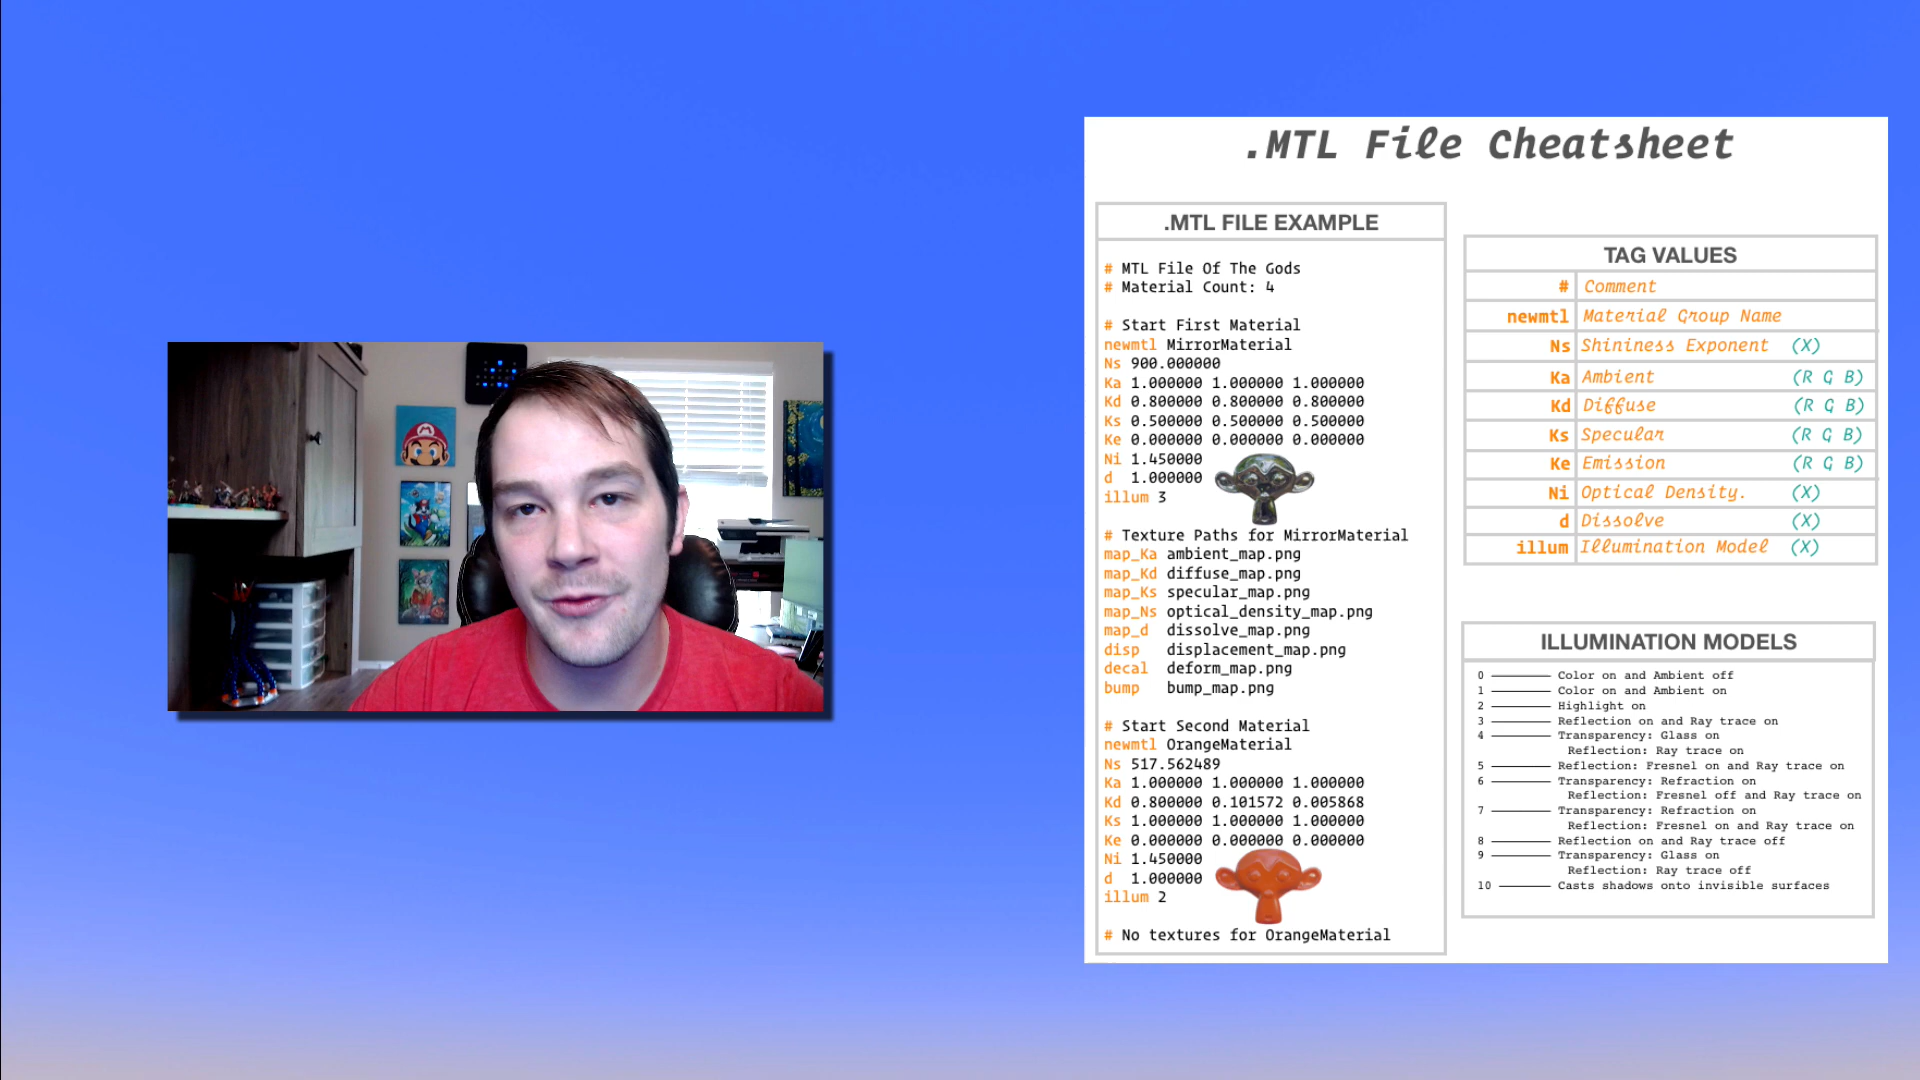 .MTL File Cheatsheet
.MTL FILE EXAMPLE
# MTL File Of The Gods
# Material Count: 4
# Start First Material
newmtl MirrorMaterial
Ns 900.000000
Ka 1.000000 1.000000 1.000000
Kd 0.800000 0.800000 0.800000
Ks 0.500000 0.500000 0.500000
Ke 0.000000 0.000000 0.000000
Ni 1.450000
d 1.000000
illum 3
# Texture Paths for MirrorMaterial
map_Ka ambient_map.png
map_Kd diffuse_map.png
map_Ks specular_map.png
map_Ns optical_density_map.png
map_d dissolve_map.png
disp displacement_map.png
decal deform_map.png
bump bump_map.png
# Start Second Material
newmtl OrangeMaterial
Ns 517.562489
Ka 1.000000 1.000000 1.000000
Kd 0.800000 0.101572 0.005868
Ks 1.000000 1.000000 1.000000
Ke 0.000000 0.000000 0.000000
Ni 1.450000
d 1.000000
illum 2
# No textures for OrangeMaterial
TAG VALUES
# Comment
newmtl Material Group Name
Ns Shininess Exponent (X)
Ka Ambient (R G B)
Kd Diffuse (R G B)
Ks Specular (R G B)
Ke Emission (R G B)
Ni Optical Density. (X)
d Dissolve (X)
illum Illumination Model (X)
ILLUMINATION MODELS
0 Color on and Ambient off
1 Color on and Ambient on
2 Highlight on
3 Reflection on and Ray trace on
4 Transparency: Glass on
Reflection: Ray trace on
5 Reflection: Fresnel on and Ray trace on
6 Transparency: Refraction on
Reflection: Fresnel off and Ray trace on
7 Transparency: Refraction on
Reflection: Fresnel on and Ray trace on
8 Reflection on and Ray trace off
9 Transparency: Glass on
Reflection: Ray trace off
10 Casts shadows onto invisible surfaces